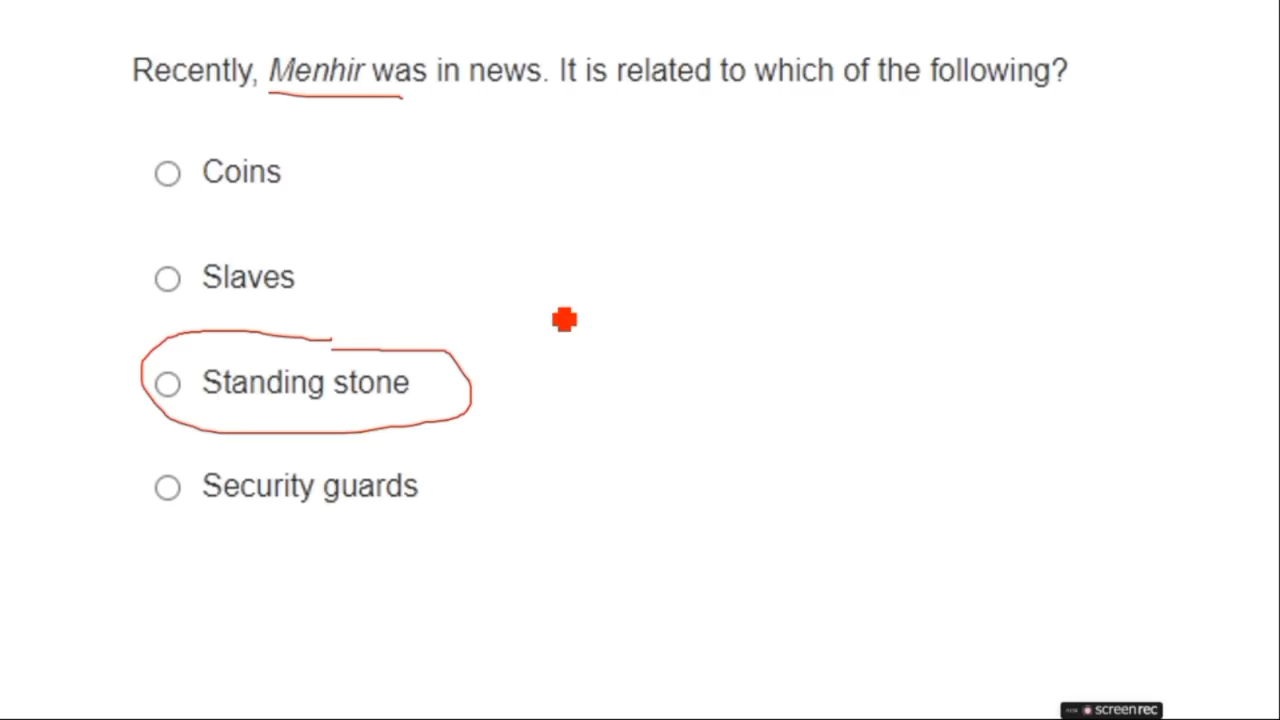 Recently, Menhir was in news. It is related to which of the following?
Coins
Slaves
Standing stone
Security guards
screenrec